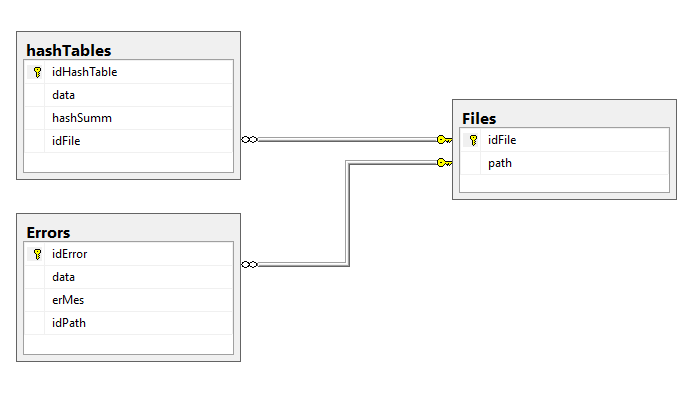 hashTables
idHashTable
data
hashSumm
idFile
Files
idFile
path
Errors
idError
data
erMes
idPath